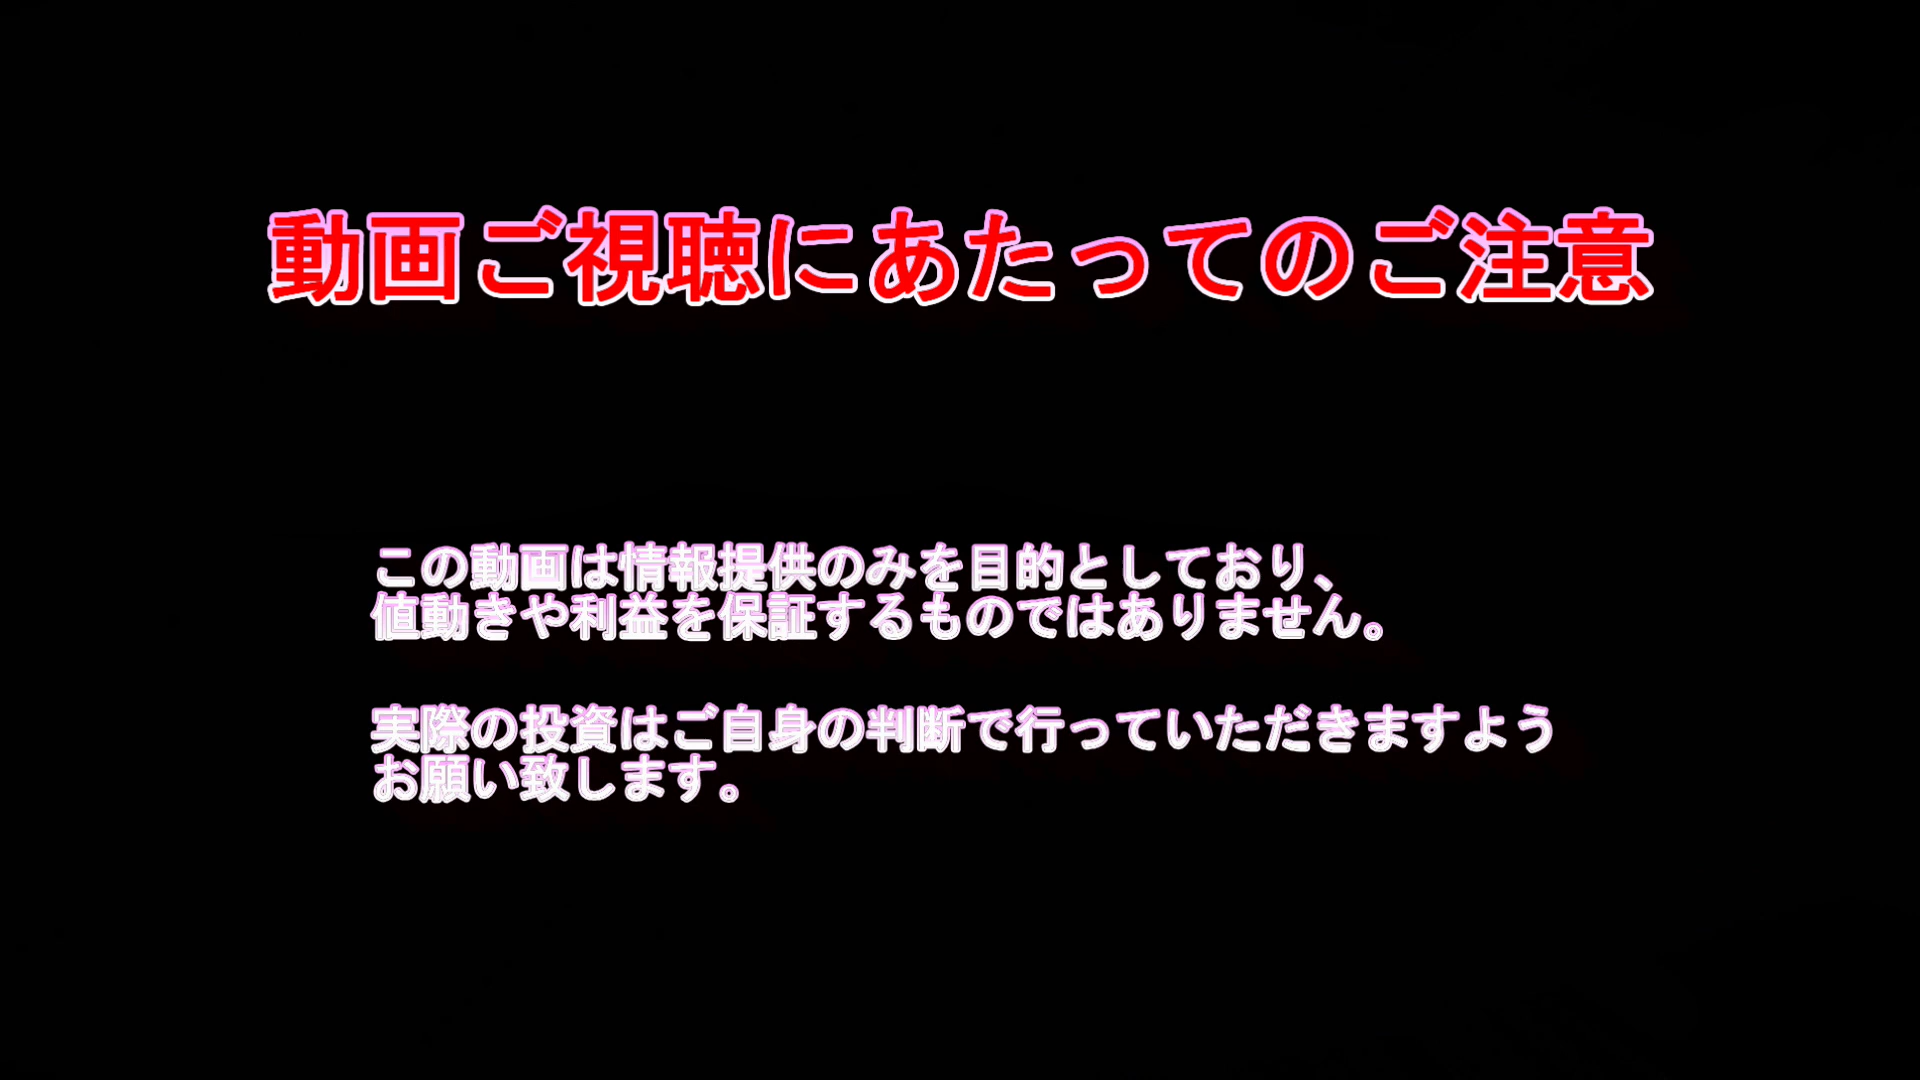 動画ご視聴にあたってのご注意
この動画は情報提供のみを目的としており、
値動きや利益を保証するものではありません。
実際の投資はご自身の判断で行っていただきますよう
お願い致します。